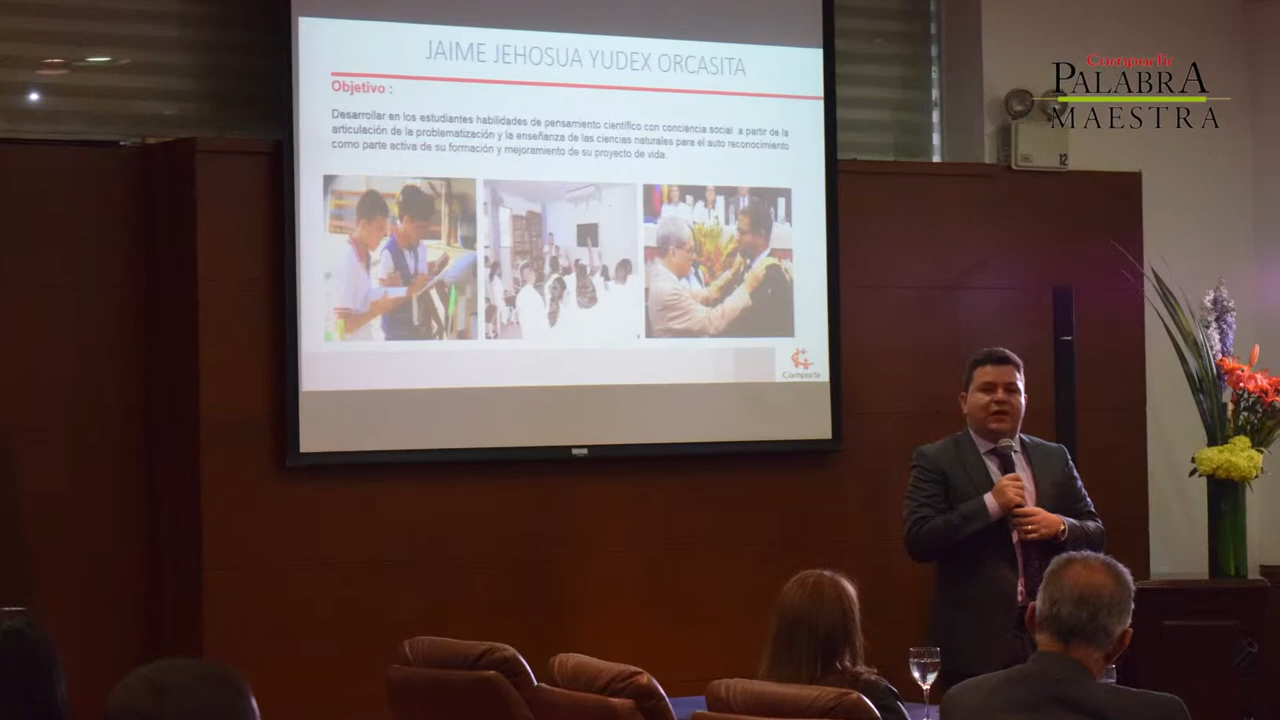 JAIME JEHOSUA YUDEX ORCASITA
Objetivo :
Desarrollar en los estudiantes habilidades de pensamiento científico con conciencia social a partir de la
articulación de la problematización y la enseñanza de las ciencias naturales para el auto reconocimiento
como parte activa de su formación y mejoramiento de su proyecto de vida.
Compartir
Compartir
PALABRA
MAESTRA
12